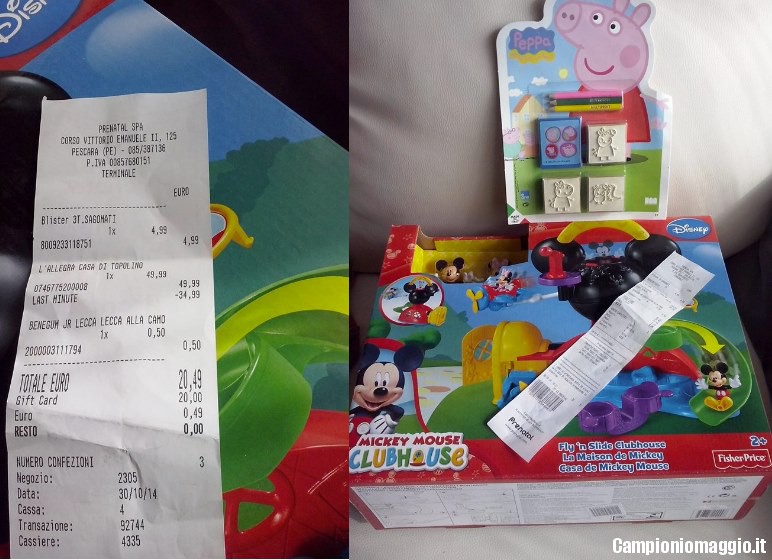 Disney
PRENATAL SPA
CORSO VITTORIO EMANUELE II, 125
PESCARA (PE) - 085/387136
P.IVA 00857680151
TERMINALE
EURO
Blister 3T.SAGOMATI
1x 4,99 4,99
8009233118751
L'ALLEGRA CASA DI TOPOLINO
1x 49,99
0746775200008 49,99
LAST MINUTE -34,99
BENEGUM JR LECCA LECCA ALLA CAMO
1x 0,50
2000003111794 0,50
TOTALE EURO 20,49
Gift Card 20,00
Euro 0,49
RESTO 0,00
NUMERO CONFEZIONI 3
Negozio: 2305
Data: 30/10/14
Cassa: 4
Transazione: 92744
Cassiere: 4335
Peppa
Disney
Prenatal
MICKEY MOUSE
CLUBHOUSE
Fly 'n Slide Clubhouse
La Maison de Mickey
Casa de Mickey Mouse
2+
Fisher-Price
Campioniomaggio.it